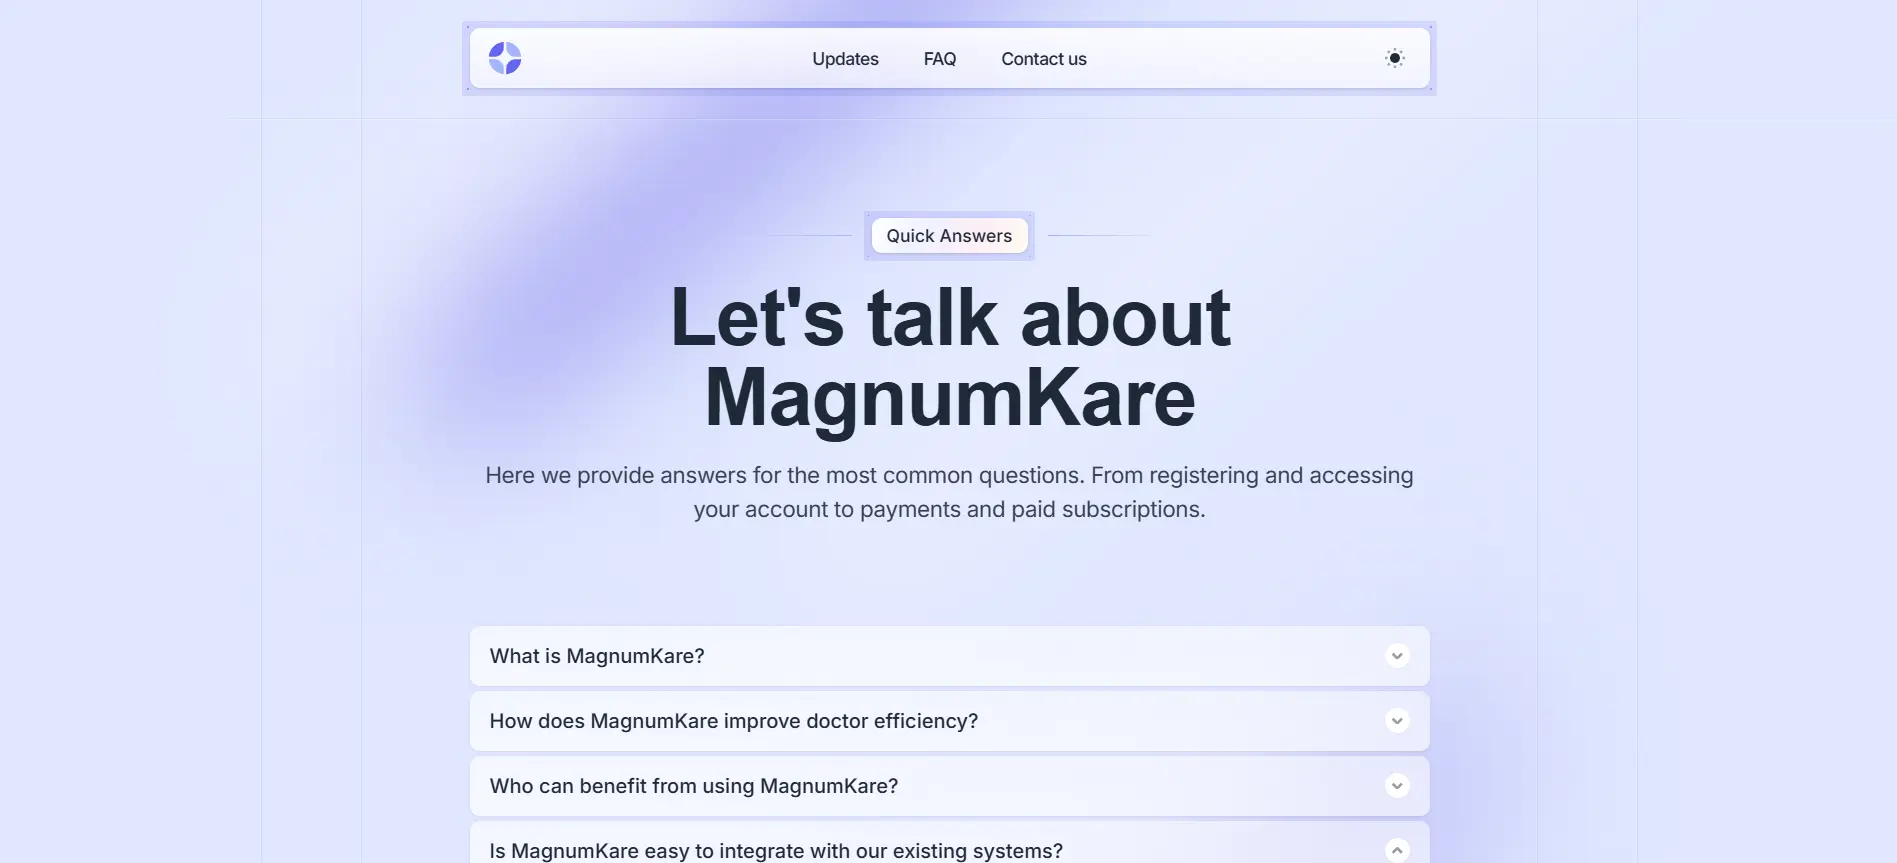 Updates FAQ Contact us
Quick Answers
Let's talk about
MagnumKare
Here we provide answers for the most common questions. From registering and accessing
your account to payments and paid subscriptions.
What is MagnumKare?
How does MagnumKare improve doctor efficiency?
Who can benefit from using MagnumKare?
Is MagnumKare easy to integrate with our existing systems?